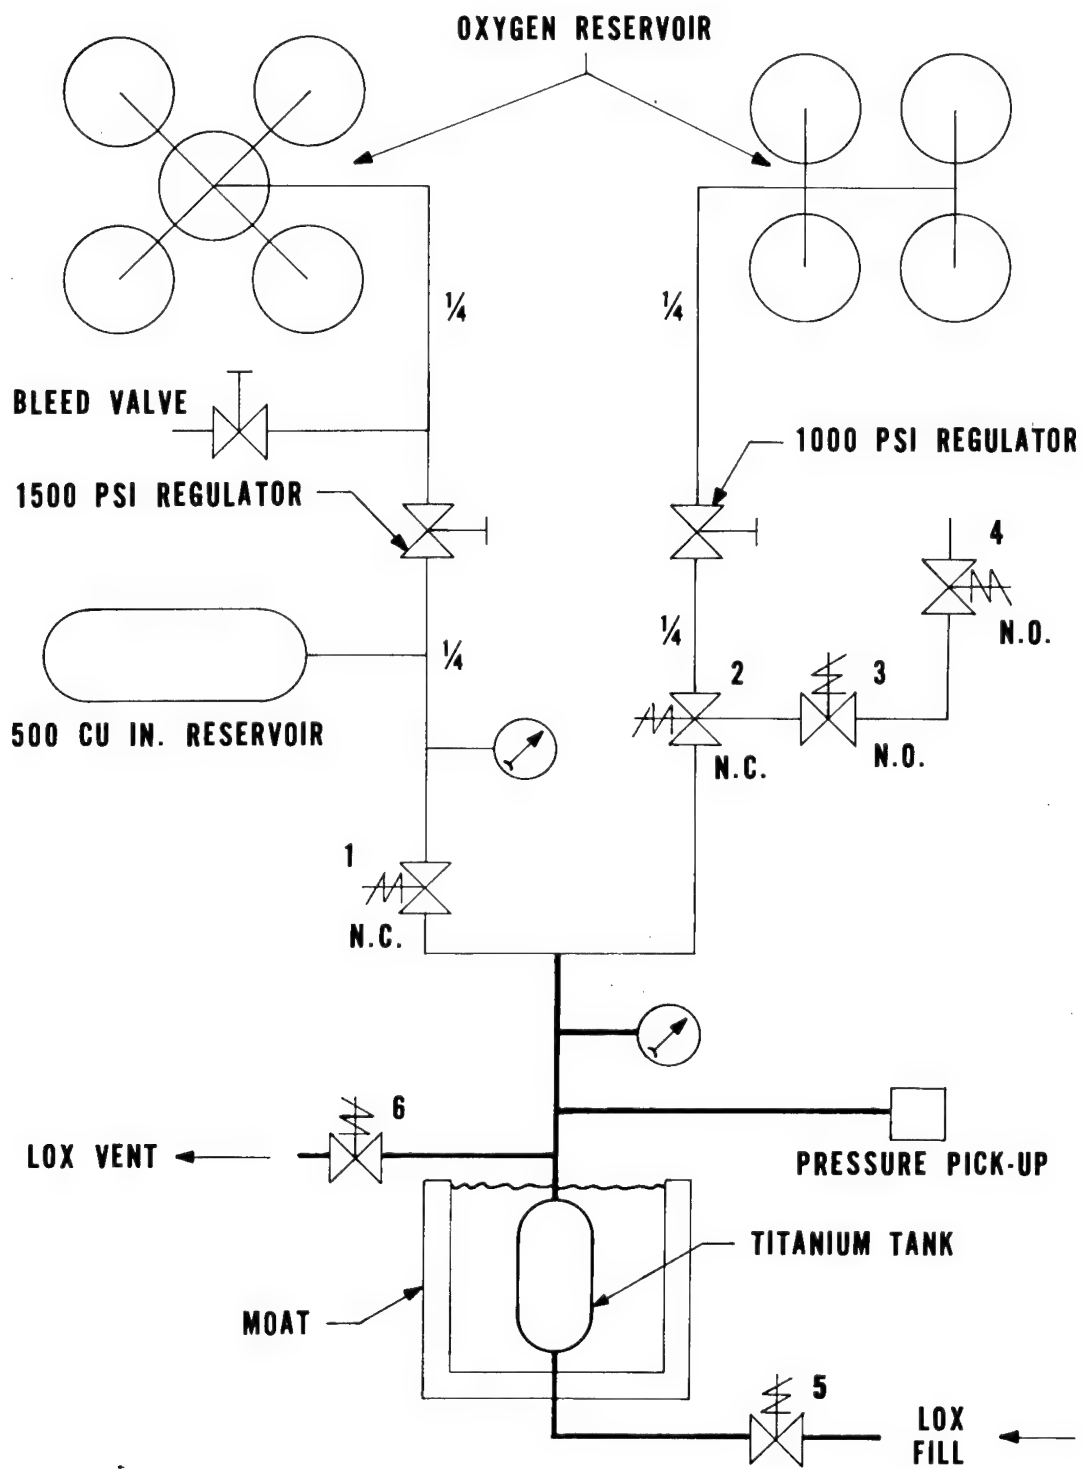 OXYGEN RESERVOIR
¼
¼
BLEED VALVE
1000 PSI REGULATOR
1500 PSI REGULATOR
4
N.O.
¼
¼
2
3
500 CU IN. RESERVOIR
N.C.
N.O.
1
N.C.
6
LOX VENT
PRESSURE PICK-UP
TITANIUM TANK
MOAT
5
LOX
FILL